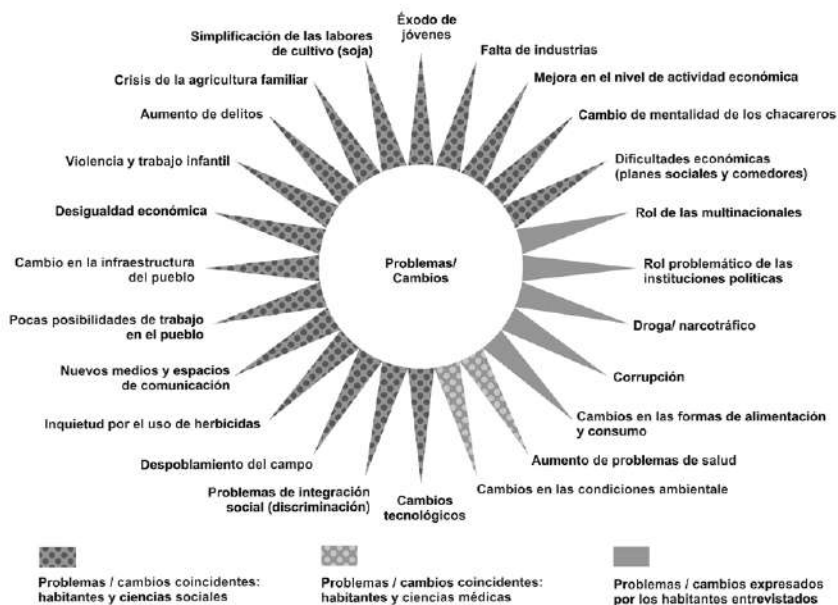 Éxodo de
jóvenes
Falta de industrias
Mejora en el nivel de actividad económica
Cambio de mentalidad de los chacareros
Dificultades económicas
(planes sociales y comedores)
Rol de las multinacionales
Rol problemático de las
instituciones políticas
Droga/ narcotráfico
Corrupción
Cambios en las formas de alimentación
y consumo
Aumento de problemas de salud
Cambios en las condiciones ambientale
Cambios
tecnológicos
Problemas de integración
social (discriminación)
Despoblamiento del campo
Inquietud por el uso de herbicidas
Nuevos medios y espacios
de comunicación
Pocas posibilidades de trabajo
en el pueblo
Cambio en la infraestructura
del pueblo
Desigualdad económica
Violencia y trabajo infantil
Aumento de delitos
Crisis de la agricultura familiar
Simplificación de las labores
de cultivo (soja)
Problemas/
Cambios
Problemas / cambios coincidentes:
habitantes y ciencias sociales
Problemas / cambios coincidentes:
habitantes y ciencias médicas
Problemas / cambios expresados
por los habitantes entrevistados